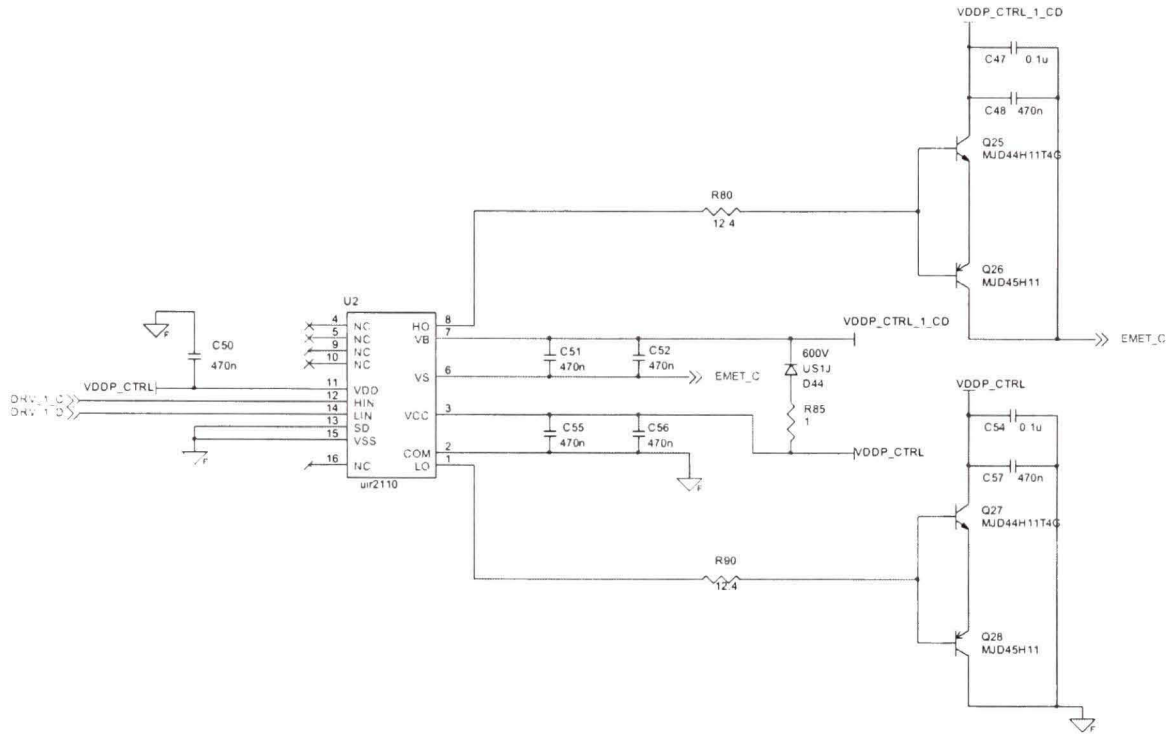 VDDP_CTRL_1_CD
C47 0.1u
C48 470n
Q25
MJD44H11T4G
R80
12.4
Q26
MJD45H11
U2
4 NC HO 8
5 NC VB 7
9 NC
10 NC VS 6
11 VDD
12 HIN VCC 3
14 LIN
13 SD
15 VSS COM 2
16 NC LO 1
uir2110
F
C50
470n
VDDP_CTRL
DRV_1_C
DRV_1_D
F
C51
470n
C52
470n
EMET_C
VDDP_CTRL_1_CD
600V
US1J
D44
R85
1
C55
470n
C56
470n
VDDP_CTRL
F
EMET_C
VDDP_CTRL
C54 0.1u
C57 470n
Q27
MJD44H11T4G
R90
12.4
Q28
MJD45H11
F